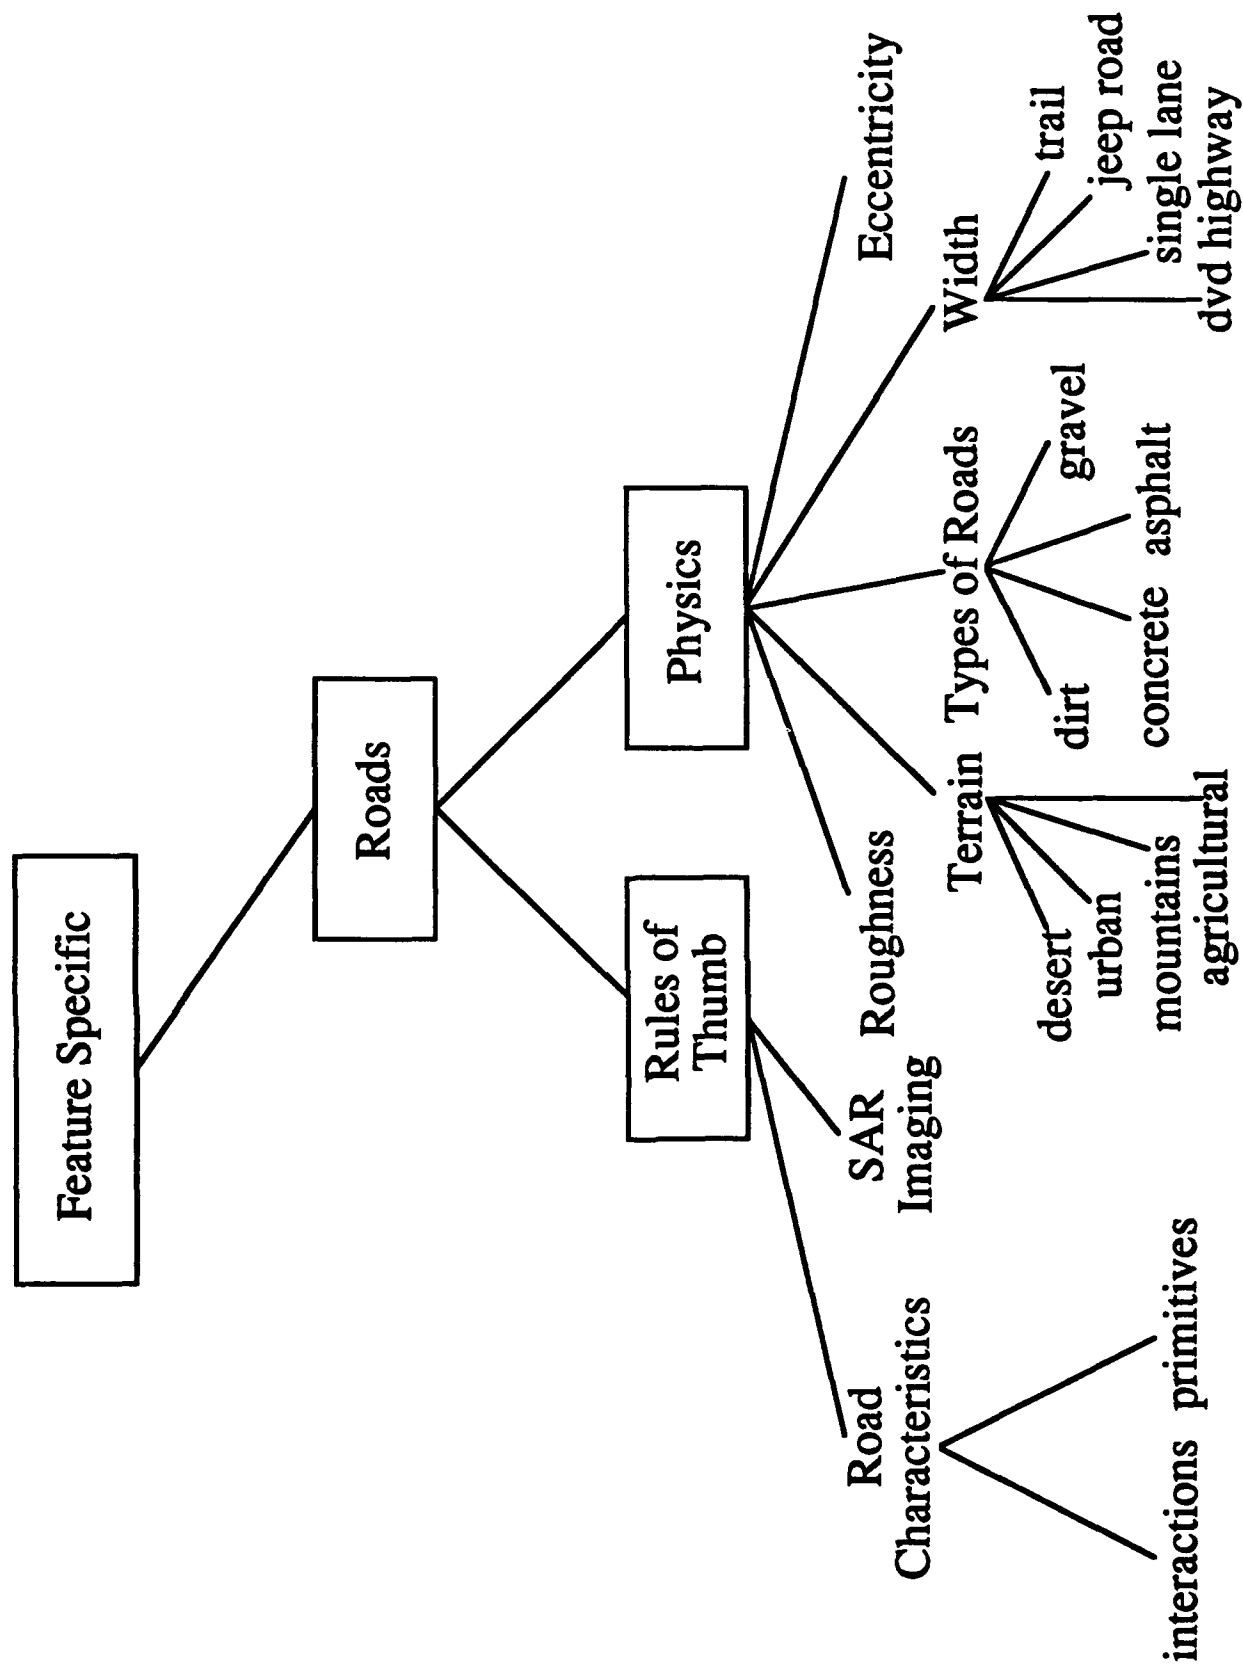 Feature Specific
Roads
Rules of
Thumb
Physics
Road
Characteristics
SAR
Imaging
Roughness
Terrain
Types of Roads
Width
Eccentricity
interactions
primitives
desert
urban
mountains
agricultural
dirt
concrete
asphalt
gravel
trail
jeep road
single lane
dvd highway